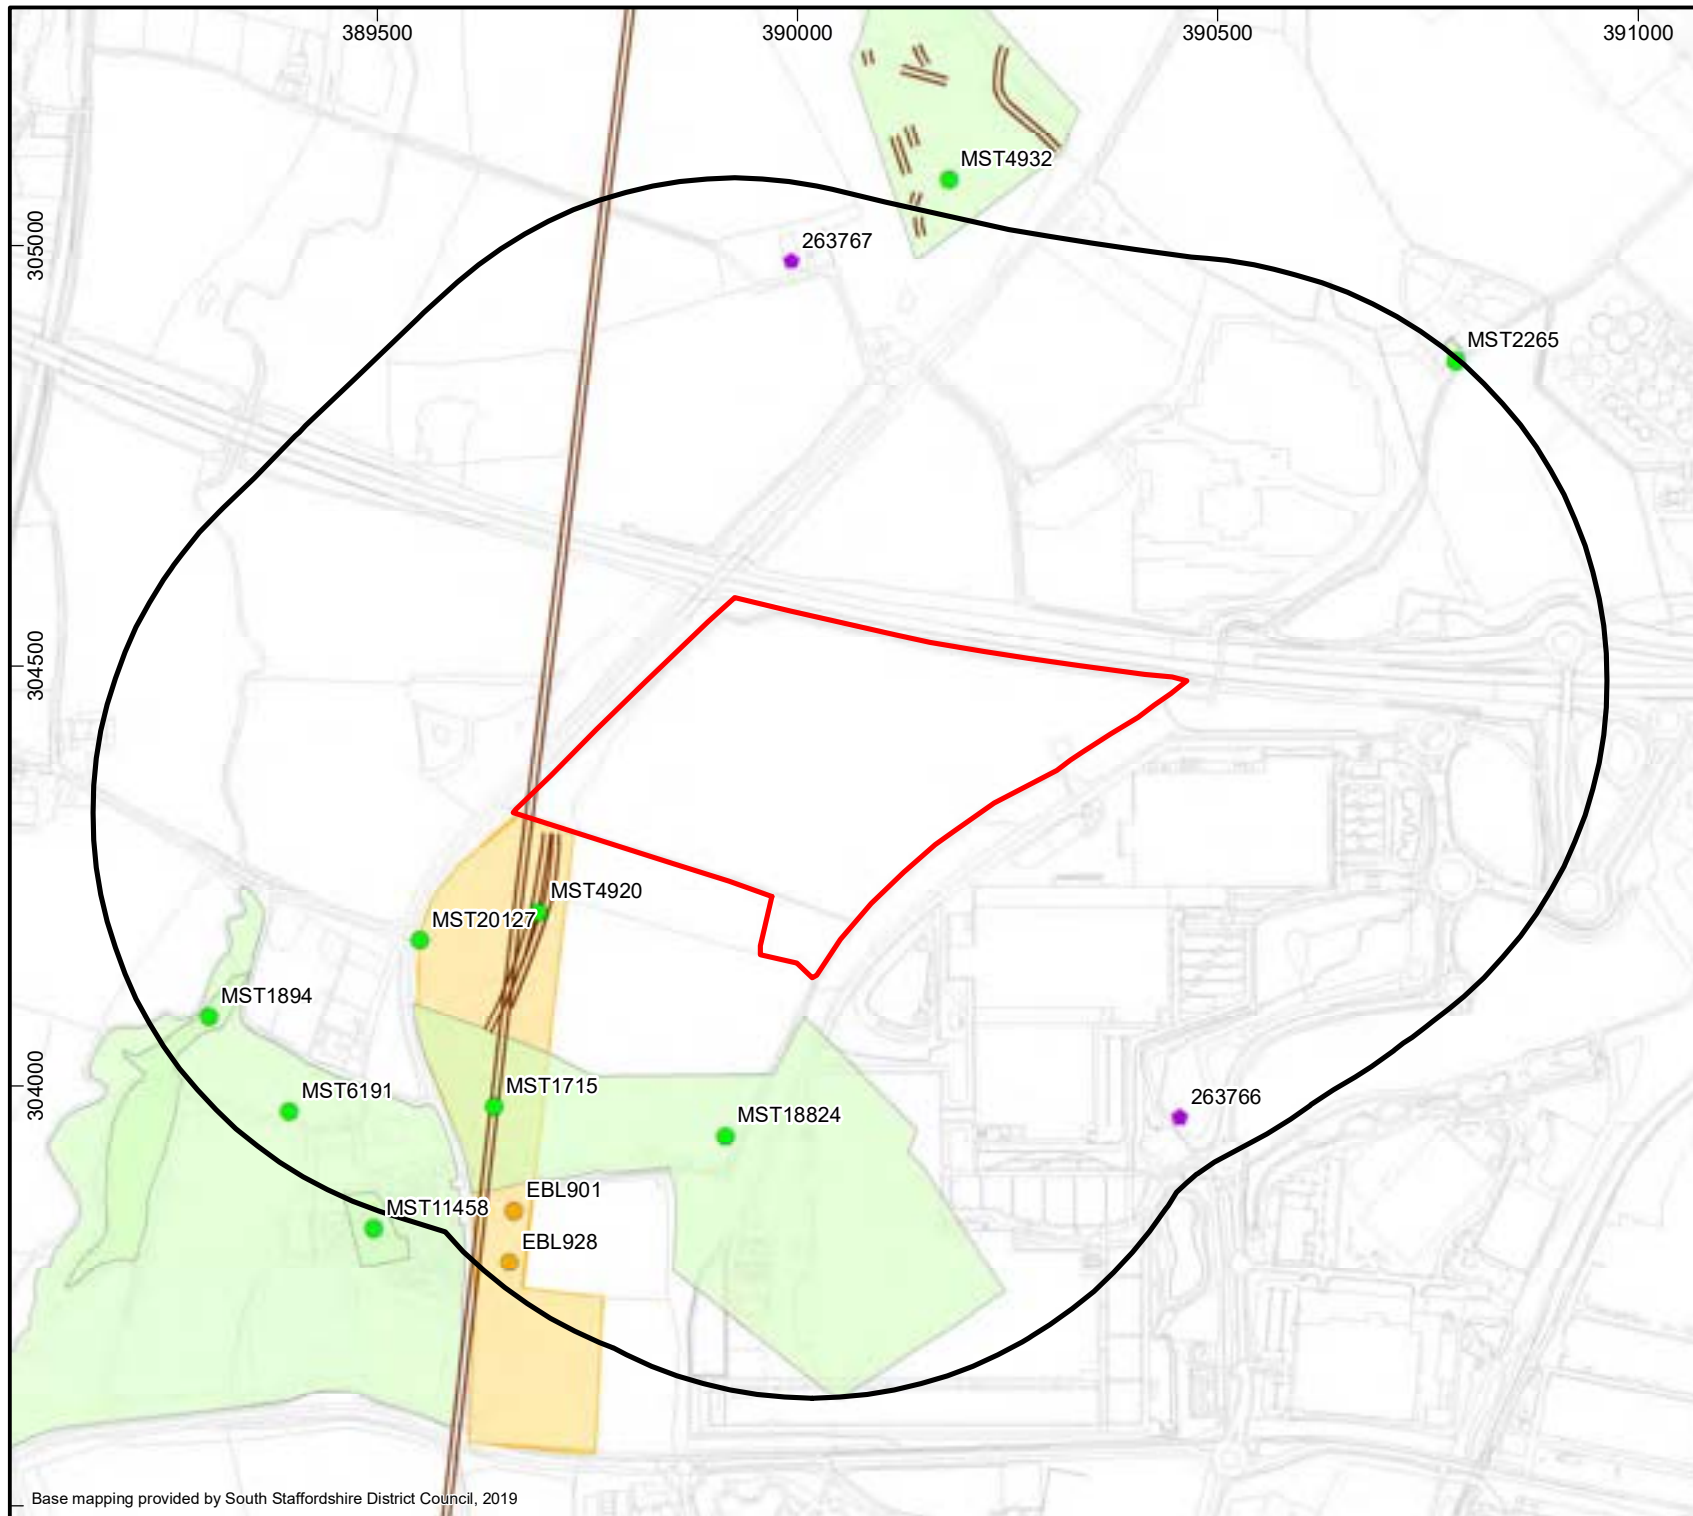 389500
390000
390500
391000
MST4932
305000
263767
MST2265
304500
MST4920
MST20127
MST1894
304000
MST6191
MST1715
MST18824
263766
EBL901
MST11458
EBL928
Base mapping provided by South Staffordshire District Council, 2019